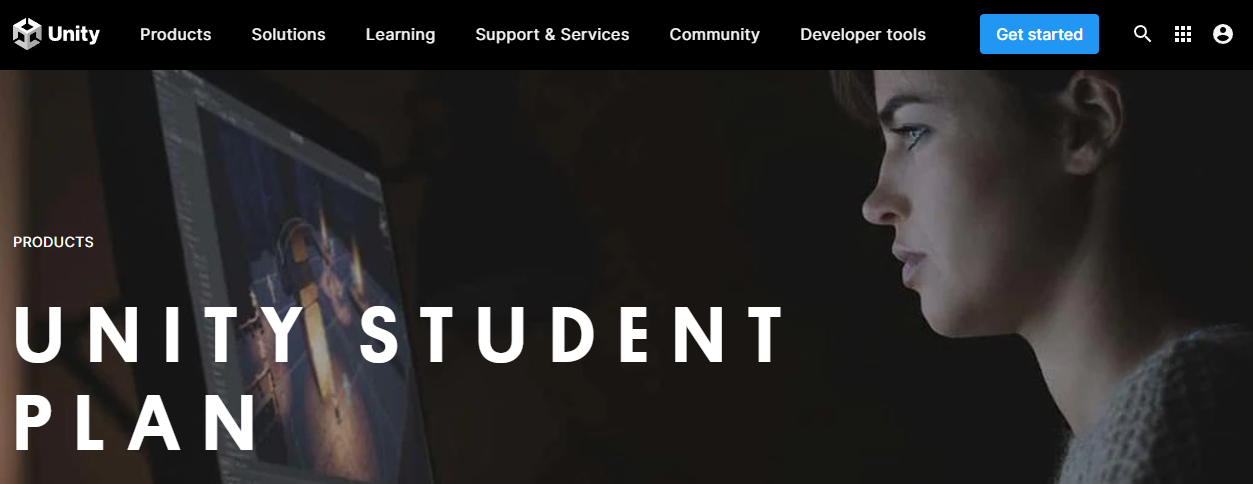 Unity Products Solutions Learning Support & Services Community Developer tools Get started
PRODUCTS
UNITY STUDENT
PLAN